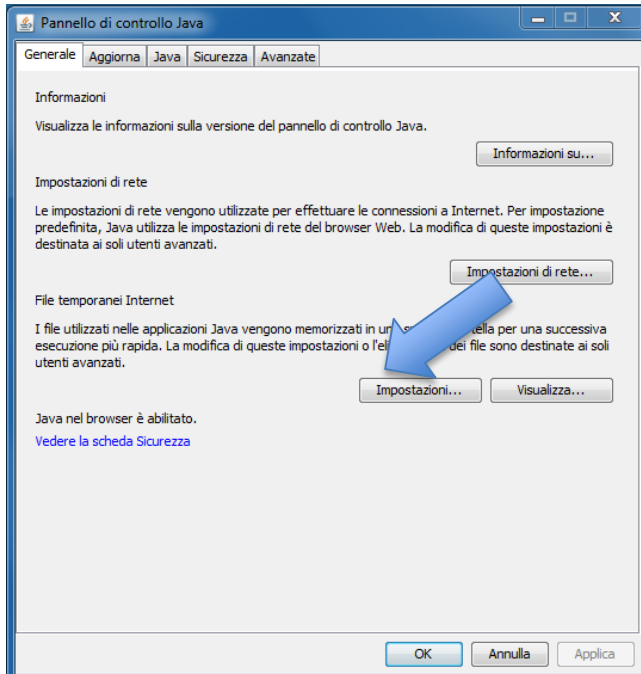 Pannello di controllo Java
Generale Aggiorna Java Sicurezza Avanzate
Informazioni
Visualizza le informazioni sulla versione del pannello di controllo Java.
Informazioni su...
Impostazioni di rete
Le impostazioni di rete vengono utilizzate per effettuare le connessioni a Internet. Per impostazione
predefinita, Java utilizza le impostazioni di rete del browser Web. La modifica di queste impostazioni è
destinata ai soli utenti avanzati.
Impostazioni di rete...
File temporanei Internet
I file utilizzati nelle applicazioni Java vengono memorizzati in per una successiva
esecuzione più rapida. La modifica di queste impostazioni o dei file sono destinate ai soli
utenti avanzati.
Impostazioni... Visualizza...
Java nel browser è abilitato.
Vedere la scheda Sicurezza
OK Annulla Applica